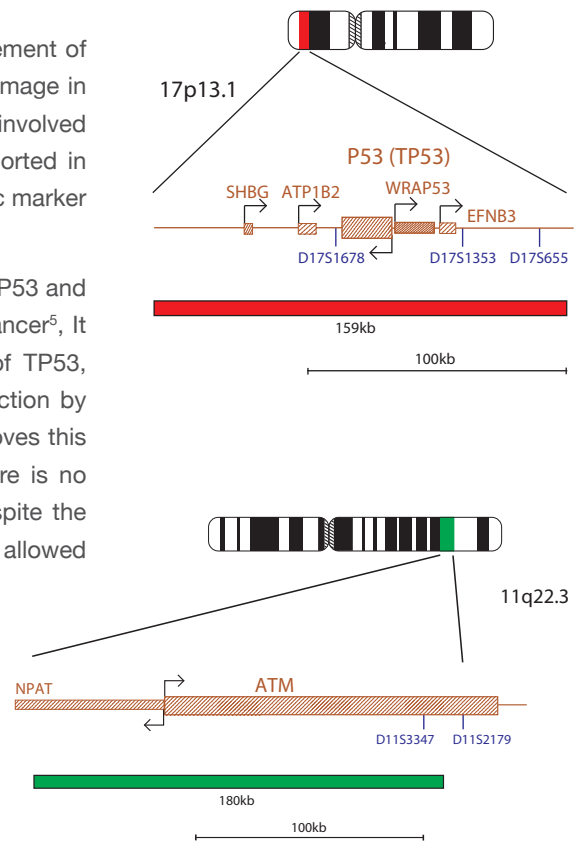 ement of
mage in
involved
orted in
c marker
P53 and
ancer⁵, It
of TP53,
ction by
oves this
re is no
spite the
allowed
17p13.1
P53 (TP53)
SHBG ATP1B2 WRAP53
EFNB3
D17S1678 D17S1353 D17S655
159kb
100kb
11q22.3
NPAT ATM
D11S3347 D11S2179
180kb
100kb